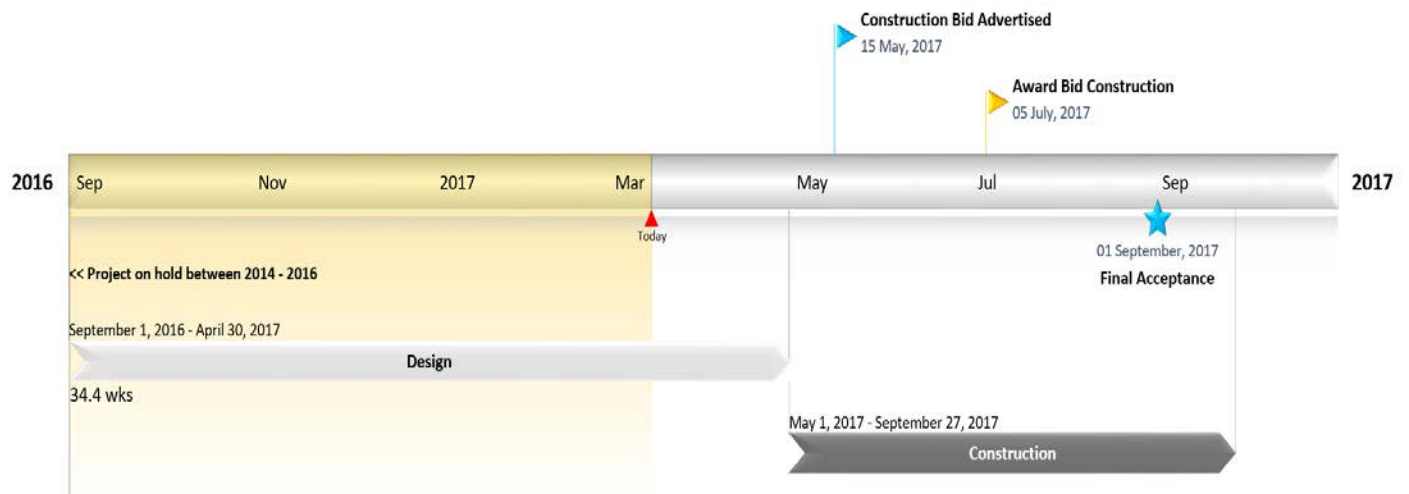 Construction Bid Advertised
15 May, 2017
Award Bid Construction
05 July, 2017
2016 Sep Nov 2017 Mar May Jul Sep 2017
Today
01 September, 2017
Final Acceptance
<< Project on hold between 2014 - 2016
September 1, 2016 - April 30, 2017
Design
34.4 wks
May 1, 2017 - September 27, 2017
Construction